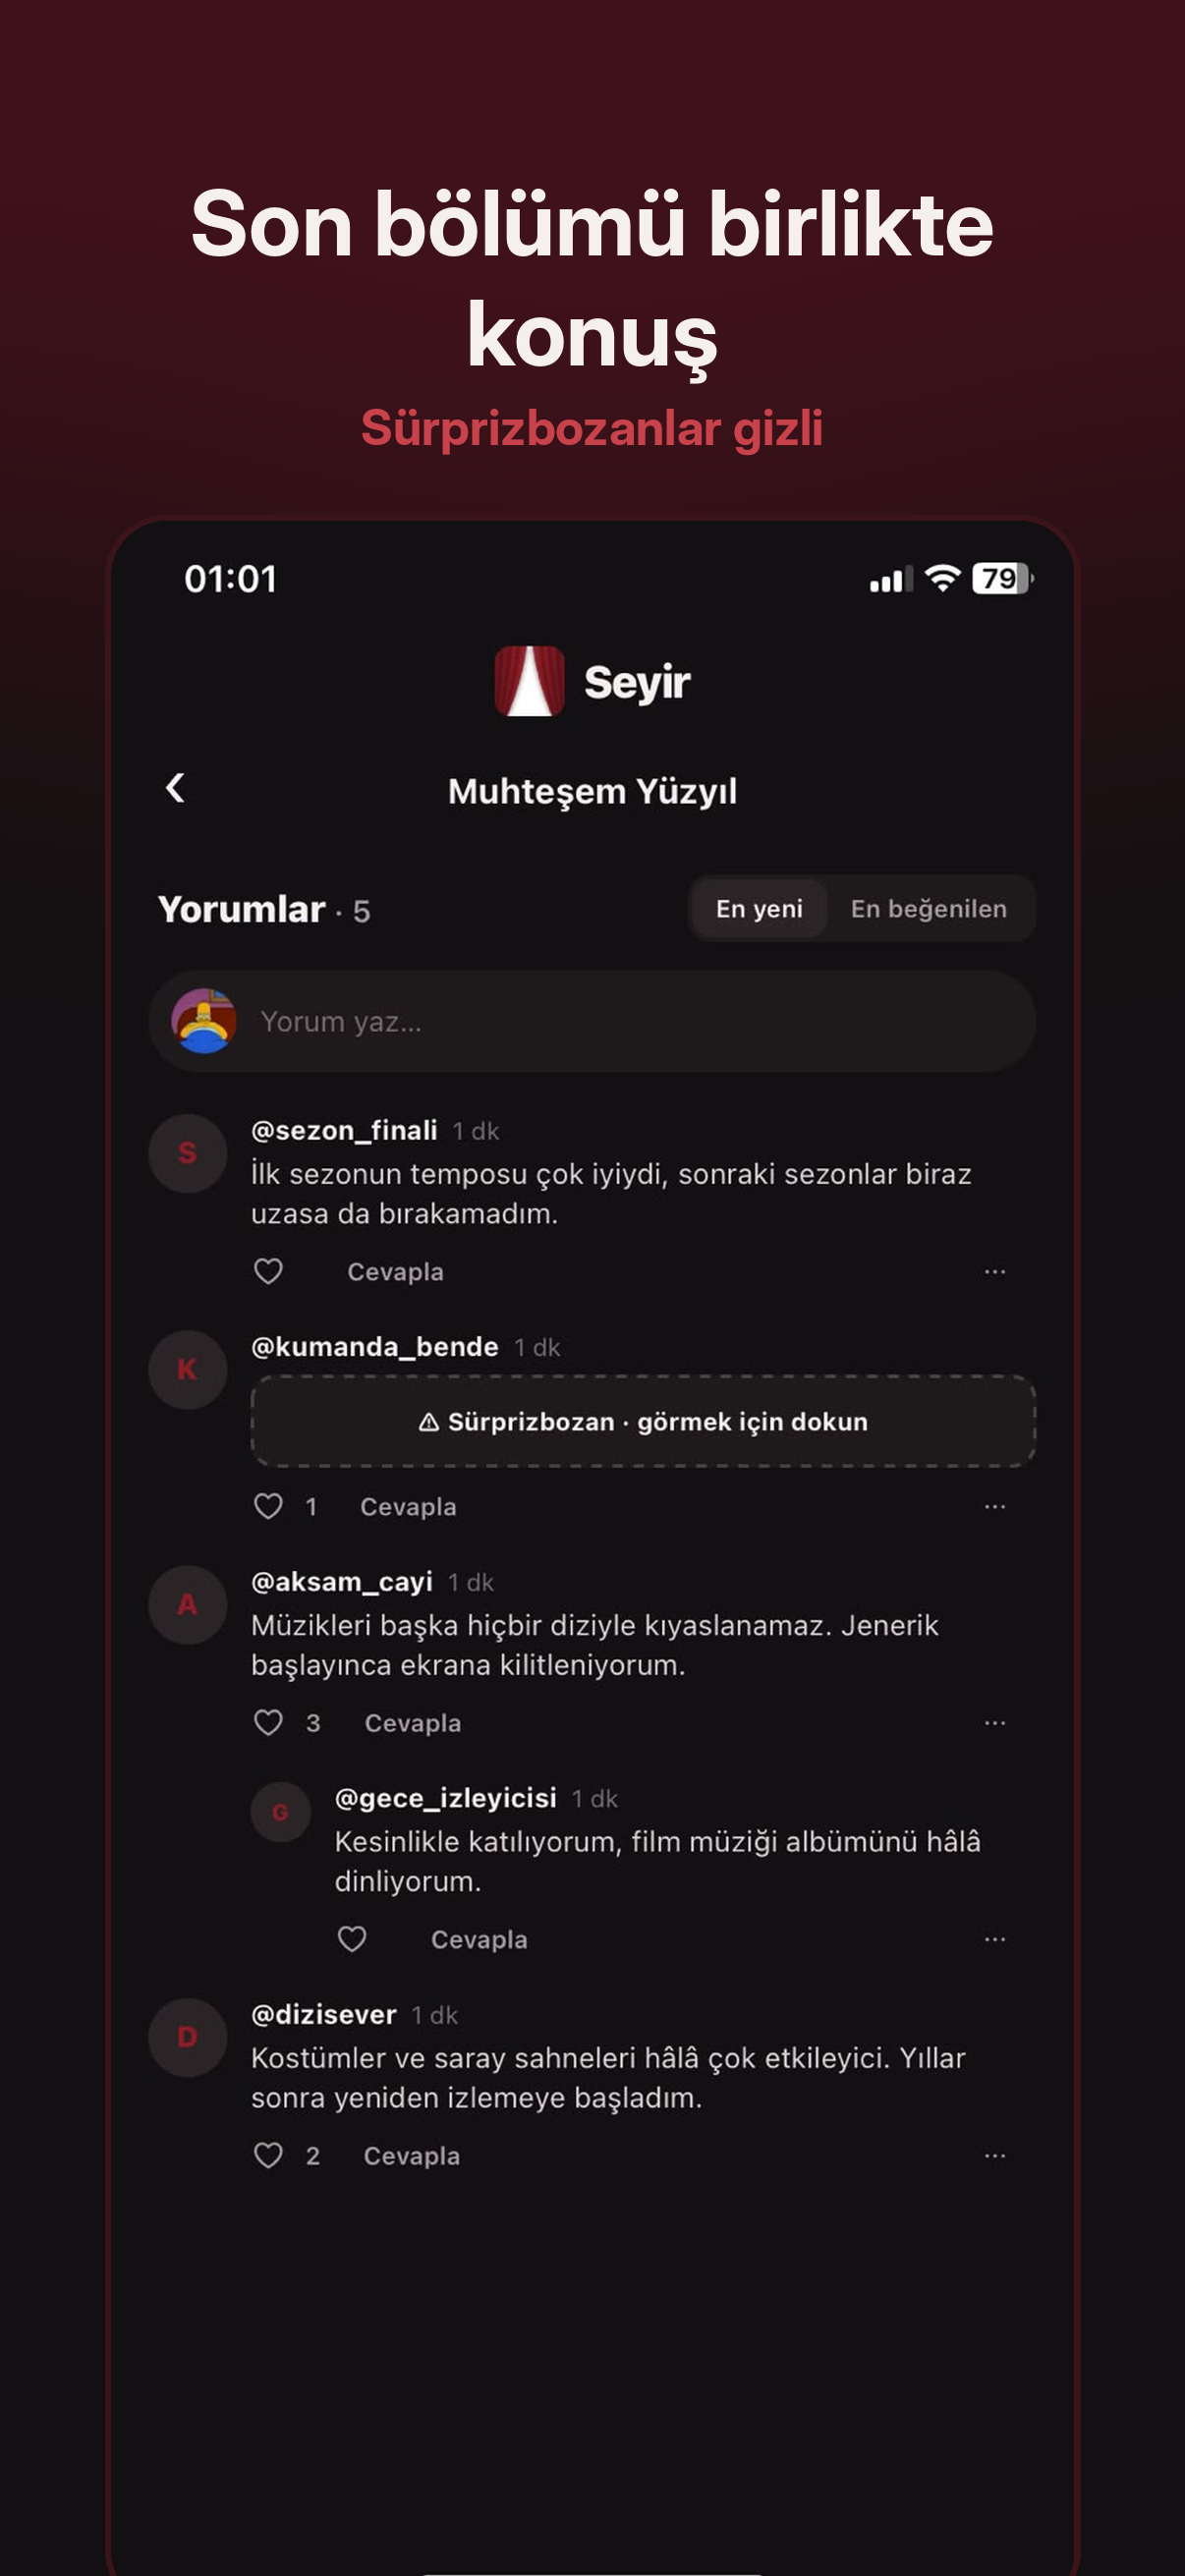 Son bölümü birlikte
konuş
Sürprizbozanlar gizli
01:01
79
Seyir
Muhteşem Yüzyıl
Yorumlar · 5
En yeni
En beğenilen
Yorum yaz...
S
@sezon_finali 1 dk
İlk sezonun temposu çok iyiydi, sonraki sezonlar biraz
uzasa da bırakamadım.
Cevapla
K
@kumanda_bende 1 dk
⚠ Sürprizbozan · görmek için dokun
1 Cevapla
A
@aksam_cayi 1 dk
Müzikleri başka hiçbir diziyle kıyaslanamaz. Jenerik
başlayınca ekrana kilitleniyorum.
3 Cevapla
G
@gece_izleyicisi 1 dk
Kesinlikle katılıyorum, film müziği albümünü hâlâ
dinliyorum.
Cevapla
D
@dizisever 1 dk
Kostümler ve saray sahneleri hâlâ çok etkileyici. Yıllar
sonra yeniden izlemeye başladım.
2 Cevapla